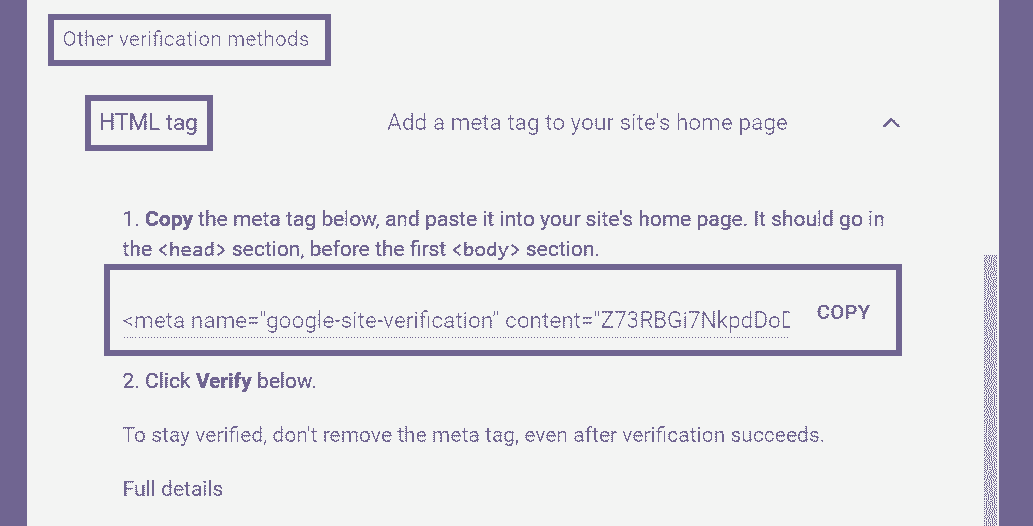 Other verification methods
HTML tag
Add a meta tag to your site's home page
1. Copy the meta tag below, and paste it into your site's home page. It should go in
the <head> section, before the first <body> section.
<meta name="google-site-verification" content="Z73RBGi7NkpdDoD
COPY
2. Click Verify below.
To stay verified, don't remove the meta tag, even after verification succeeds.
Full details